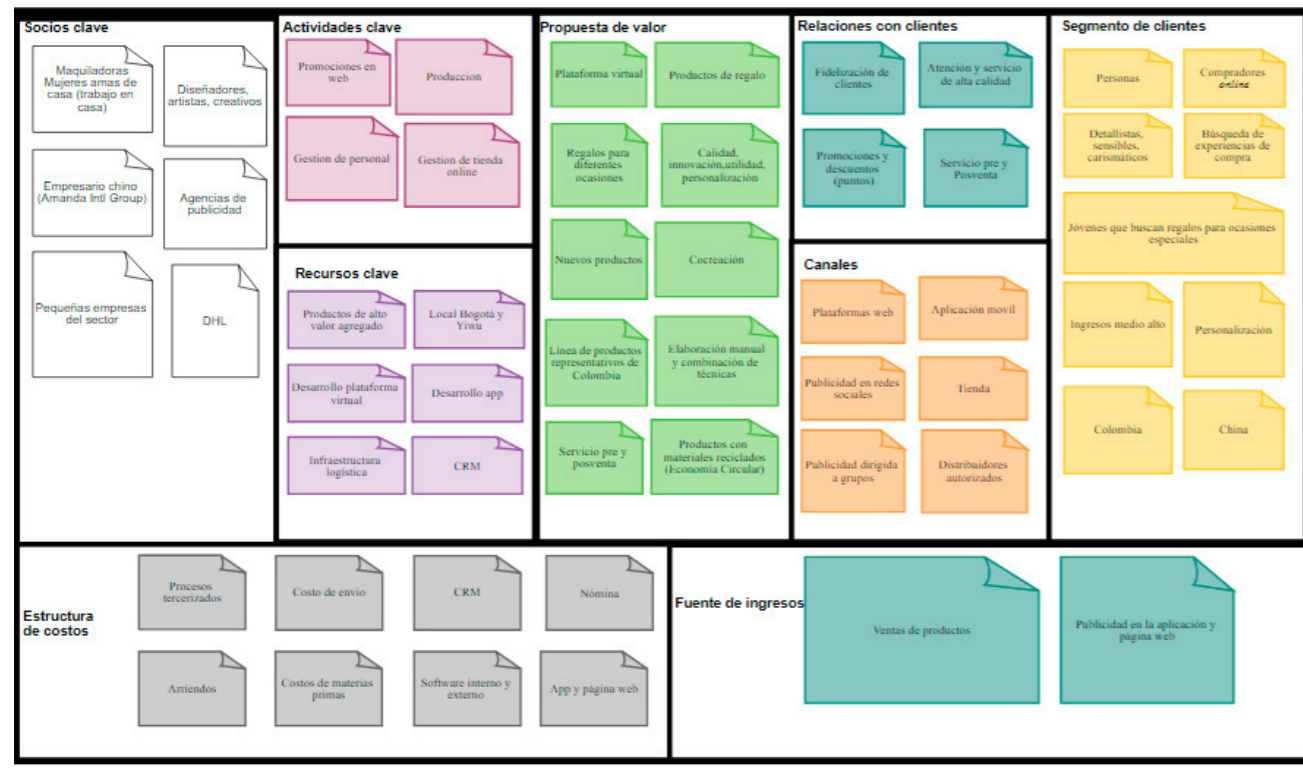 Socios clave
Maquiladoras
Mujeres amas de
casa (trabajo en
casa)
Diseñadores,
artistas, creativos
Empresario chino
(Amanda Intl Group)
Agencias de
publicidad
Pequeñas empresas
del sector
DHL
Actividades clave
Promociones en
web
Produccion
Gestion de personal
Gestion de tienda
online
Recursos clave
Productos de alto
valor agregado
Local Bogotá y
Yiwu
Desarrollo plataforma
virtual
Desarrollo app
Infraestructura
logística
CRM
Propuesta de valor
Plataforma virtual
Productos de regalo
Regalos para
diferentes
ocasiones
Calidad,
innovación,utilidad,
personalización
Nuevos productos
Cocreación
Linea de productos
representativos de
Colombia
Elaboración manual
y combinación de
técnicas
Servicio pre y
posventa
Productos con
materiales reciclados
(Economía Circular)
Relaciones con clientes
Fidelización de
clientes
Atención y servicio
de alta calidad
Promociones y
descuentos
(puntos)
Servicio pre y
Posventa
Canales
Plataformas web
Aplicación movil
Publicidad en redes
sociales
Tienda
Publicidad dirigida
a grupos
Distribuidores
autorizados
Segmento de clientes
Personas
Compradores
online
Detallistas,
sensibles,
carismáticos
Búsqueda de
experiencias de
compra
Jóvenes que buscan regalos para ocasiones
especiales
Ingresos medio alto
Personalización
Colombia
China
Estructura
de costos
Procesos
tercerizados
Costo de envio
CRM
Nómina
Arriendos
Costos de materias
primas
Software interno y
externo
App y página web
Fuente de ingresos
Ventas de productos
Publicidad en la aplicación y
página web